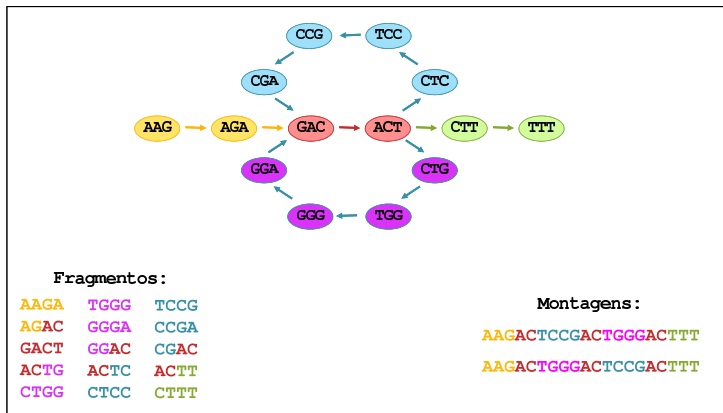 CCG TCC
CGA CTC
AAG AGA GAC ACT CTT TTT
GGA CTG
GGG TGG
Fragmentos:
AAGA TGGG TCCG
AGAC GGGA CCGA
GACT GGAC CGAC
ACTG ACTC ACTT
CTGG CTCC CTTT
Montagens:
AAGACTCCGACTGGGACTTT
AAGACTGGGACTCCGACTTT